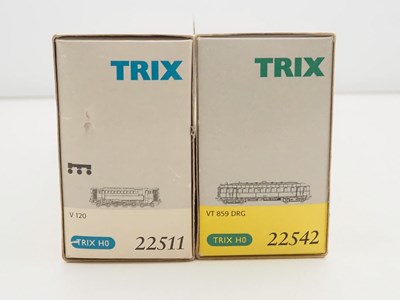 TRIX
V 120
TRIX H0 22511
TRIX
VT 859 DRG
TRIX H0 22542